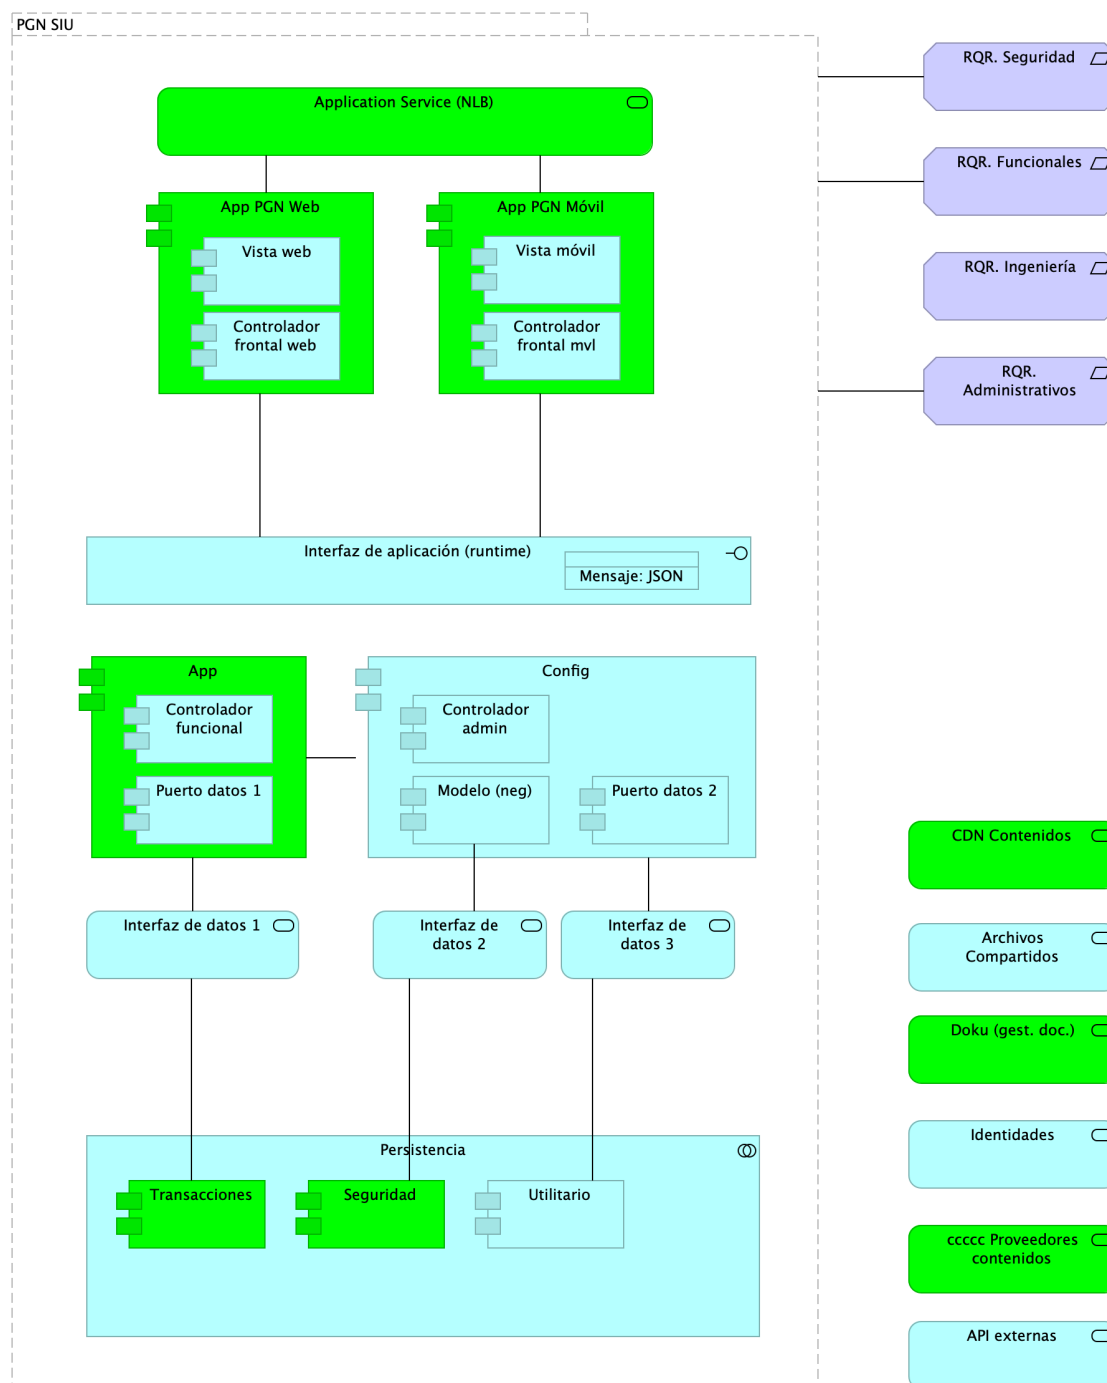 PGN SIU
Application Service (NLB)
App PGN Web
Vista web
Controlador
frontal web
App PGN Móvil
Vista móvil
Controlador
frontal mvl
Interfaz de aplicación (runtime)
Mensaje: JSON
App
Controlador
funcional
Puerto datos 1
Config
Controlador
admin
Modelo (neg)
Puerto datos 2
Interfaz de datos 1
Interfaz de
datos 2
Interfaz de
datos 3
Persistencia
Transacciones
Seguridad
Utilitario
RQR. Seguridad
RQR. Funcionales
RQR. Ingeniería
RQR.
Administrativos
CDN Contenidos
Archivos
Compartidos
Doku (gest. doc.)
Identidades
ccccc Proveedores
contenidos
API externas